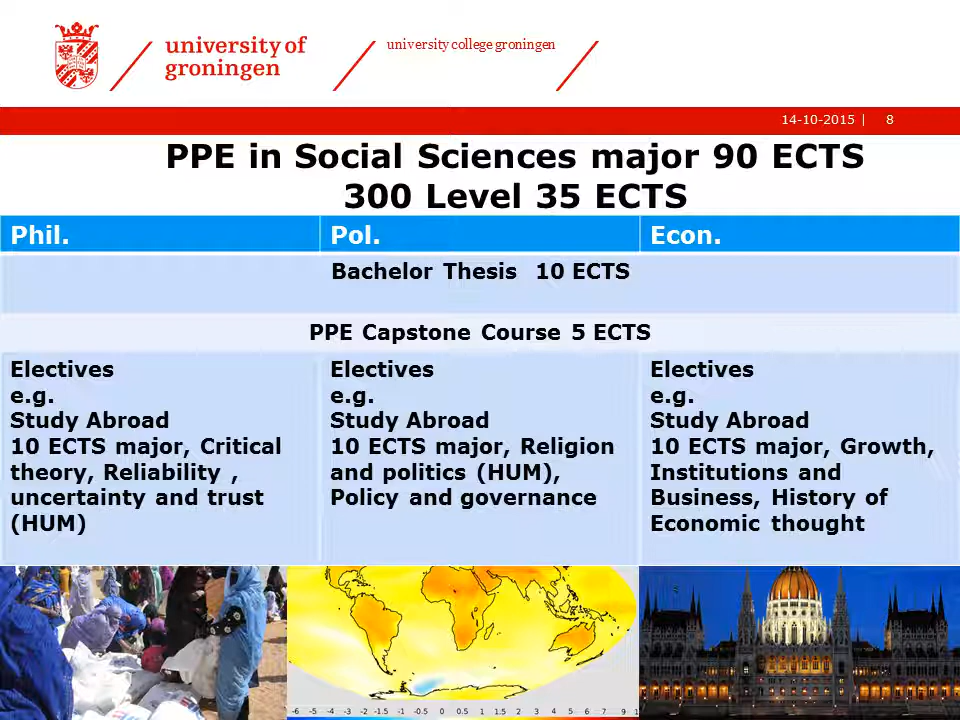 university of
groningen
university college groningen
14-10-2015 | 8
PPE in Social Sciences major 90 ECTS
300 Level 35 ECTS
Phil. Pol. Econ.
Bachelor Thesis 10 ECTS
PPE Capstone Course 5 ECTS
Electives
e.g.
Study Abroad
10 ECTS major, Critical
theory, Reliability ,
uncertainty and trust
(HUM)
Electives
e.g.
Study Abroad
10 ECTS major, Religion
and politics (HUM),
Policy and governance
Electives
e.g.
Study Abroad
10 ECTS major, Growth,
Institutions and
Business, History of
Economic thought
-6 -5 -4 -3 -2 -1.5 -1 -0.5 0 0.5 1 1.5 2 3 4 5 6 7 9